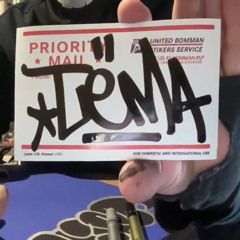 PRIORITY
MAIL
UNITED BOMMAN
STIKERS SERVICE
DËMA
FOR DOMESTIC AND INTERNATIONAL USE